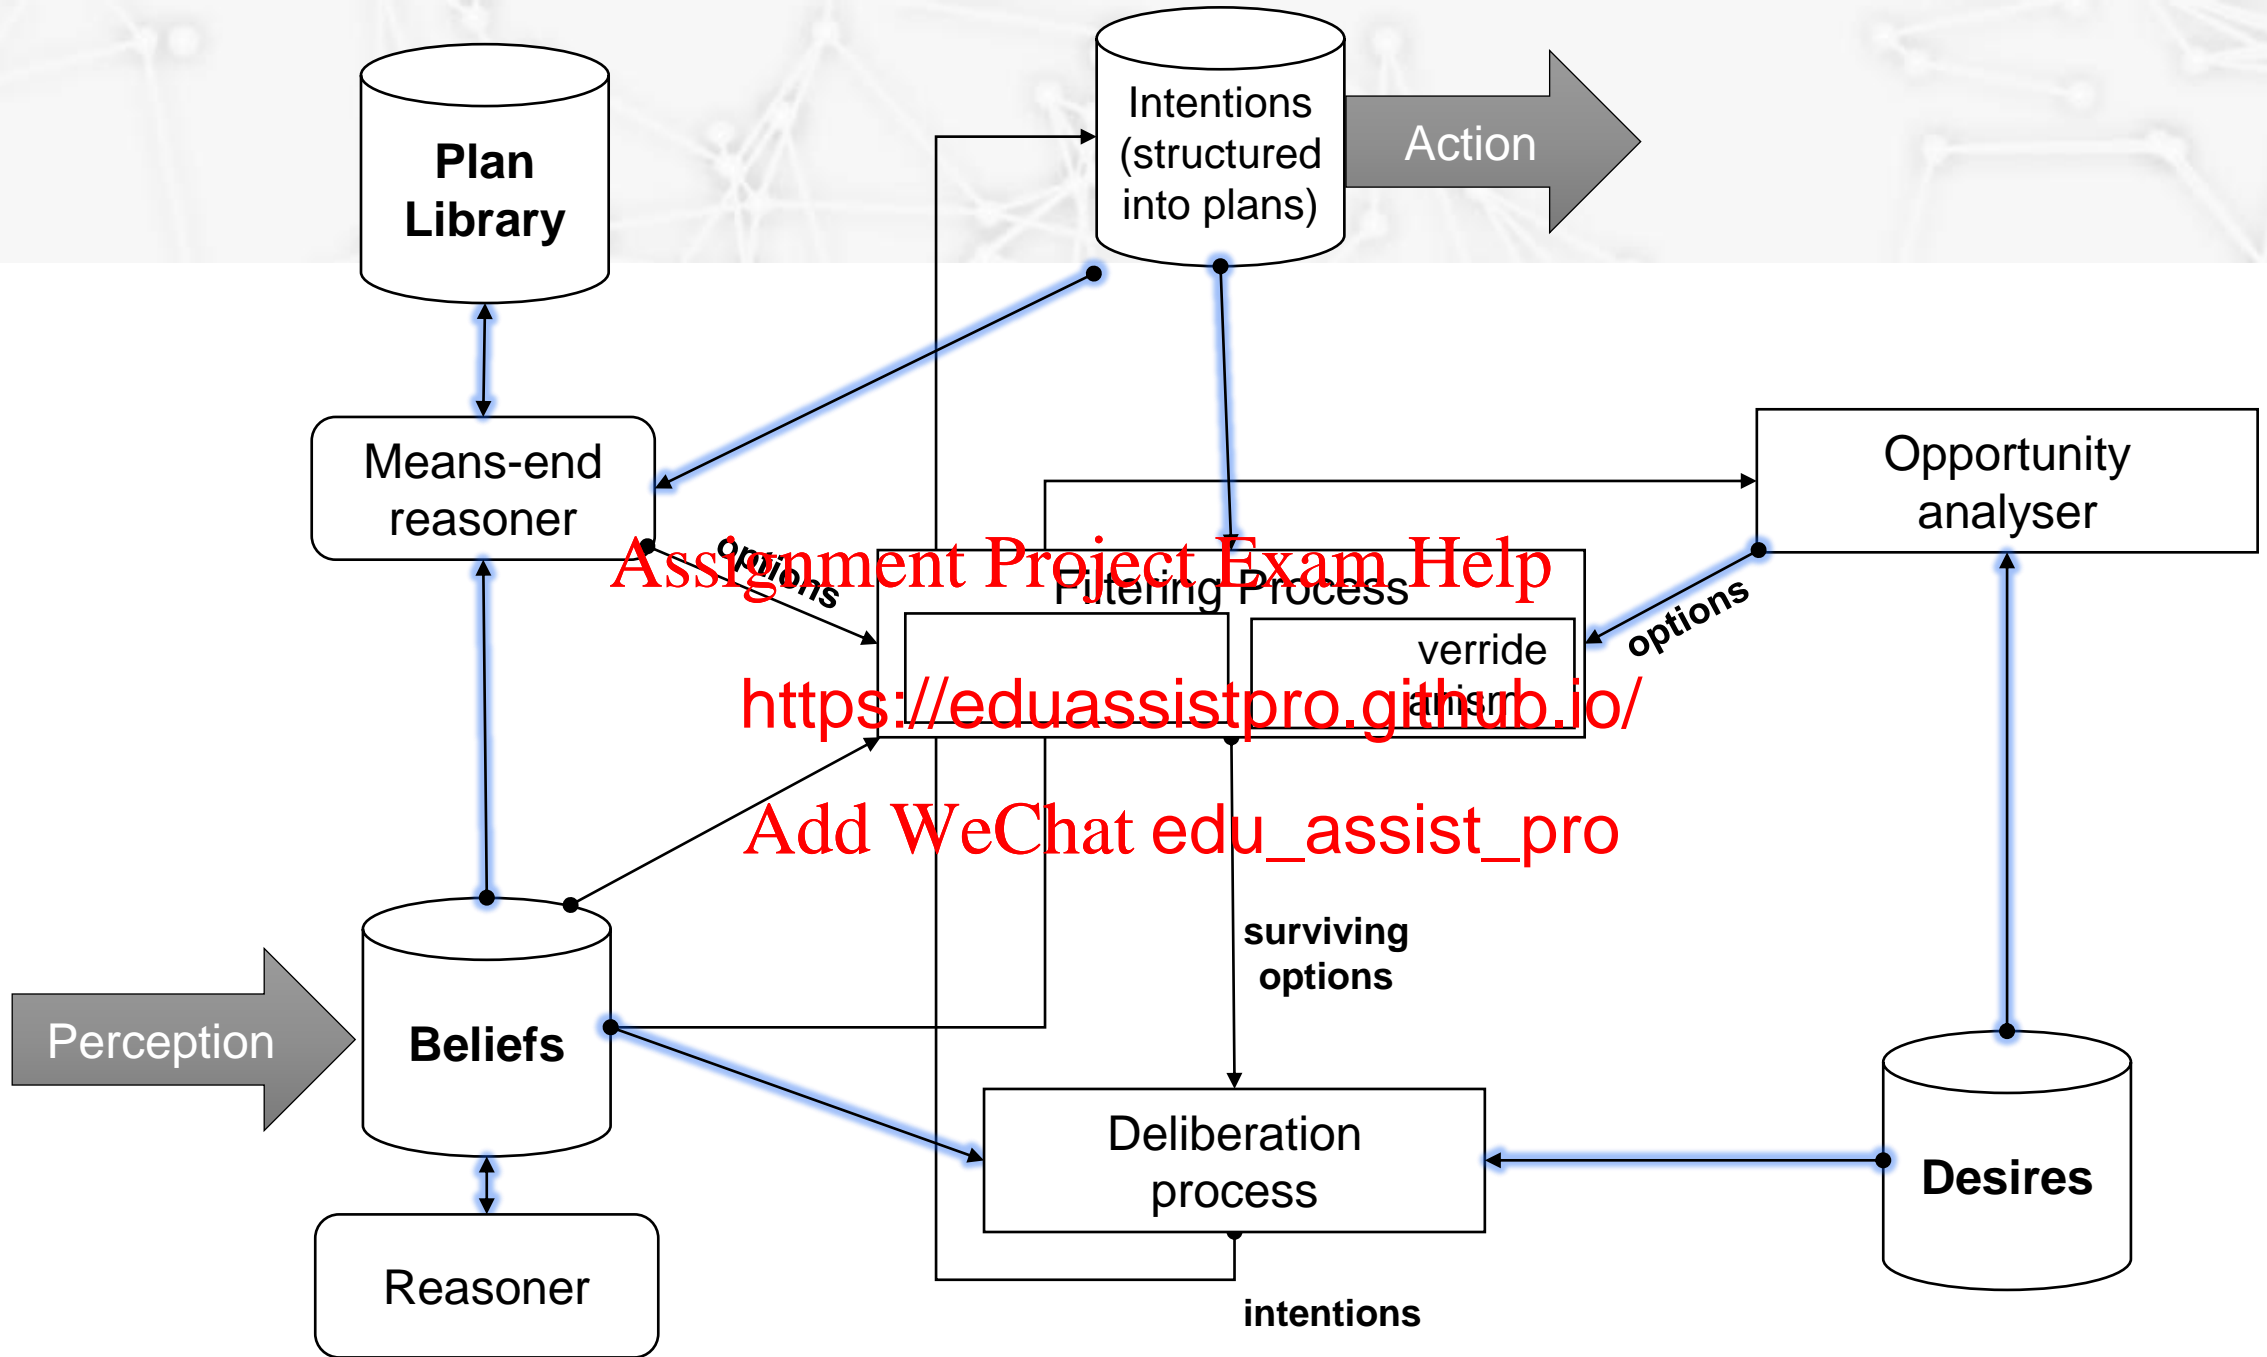 Plan
Library
Intentions
(structured
into plans)
Action
Means-end
reasoner
Opportunity
analyser
options
Assignment Project Exam Help
Filtering Process
options
verride
anism
https://eduassistpro.github.io/
Add WeChat edu_assist_pro
surviving
options
Perception
Beliefs
Deliberation
process
Desires
Reasoner
intentions